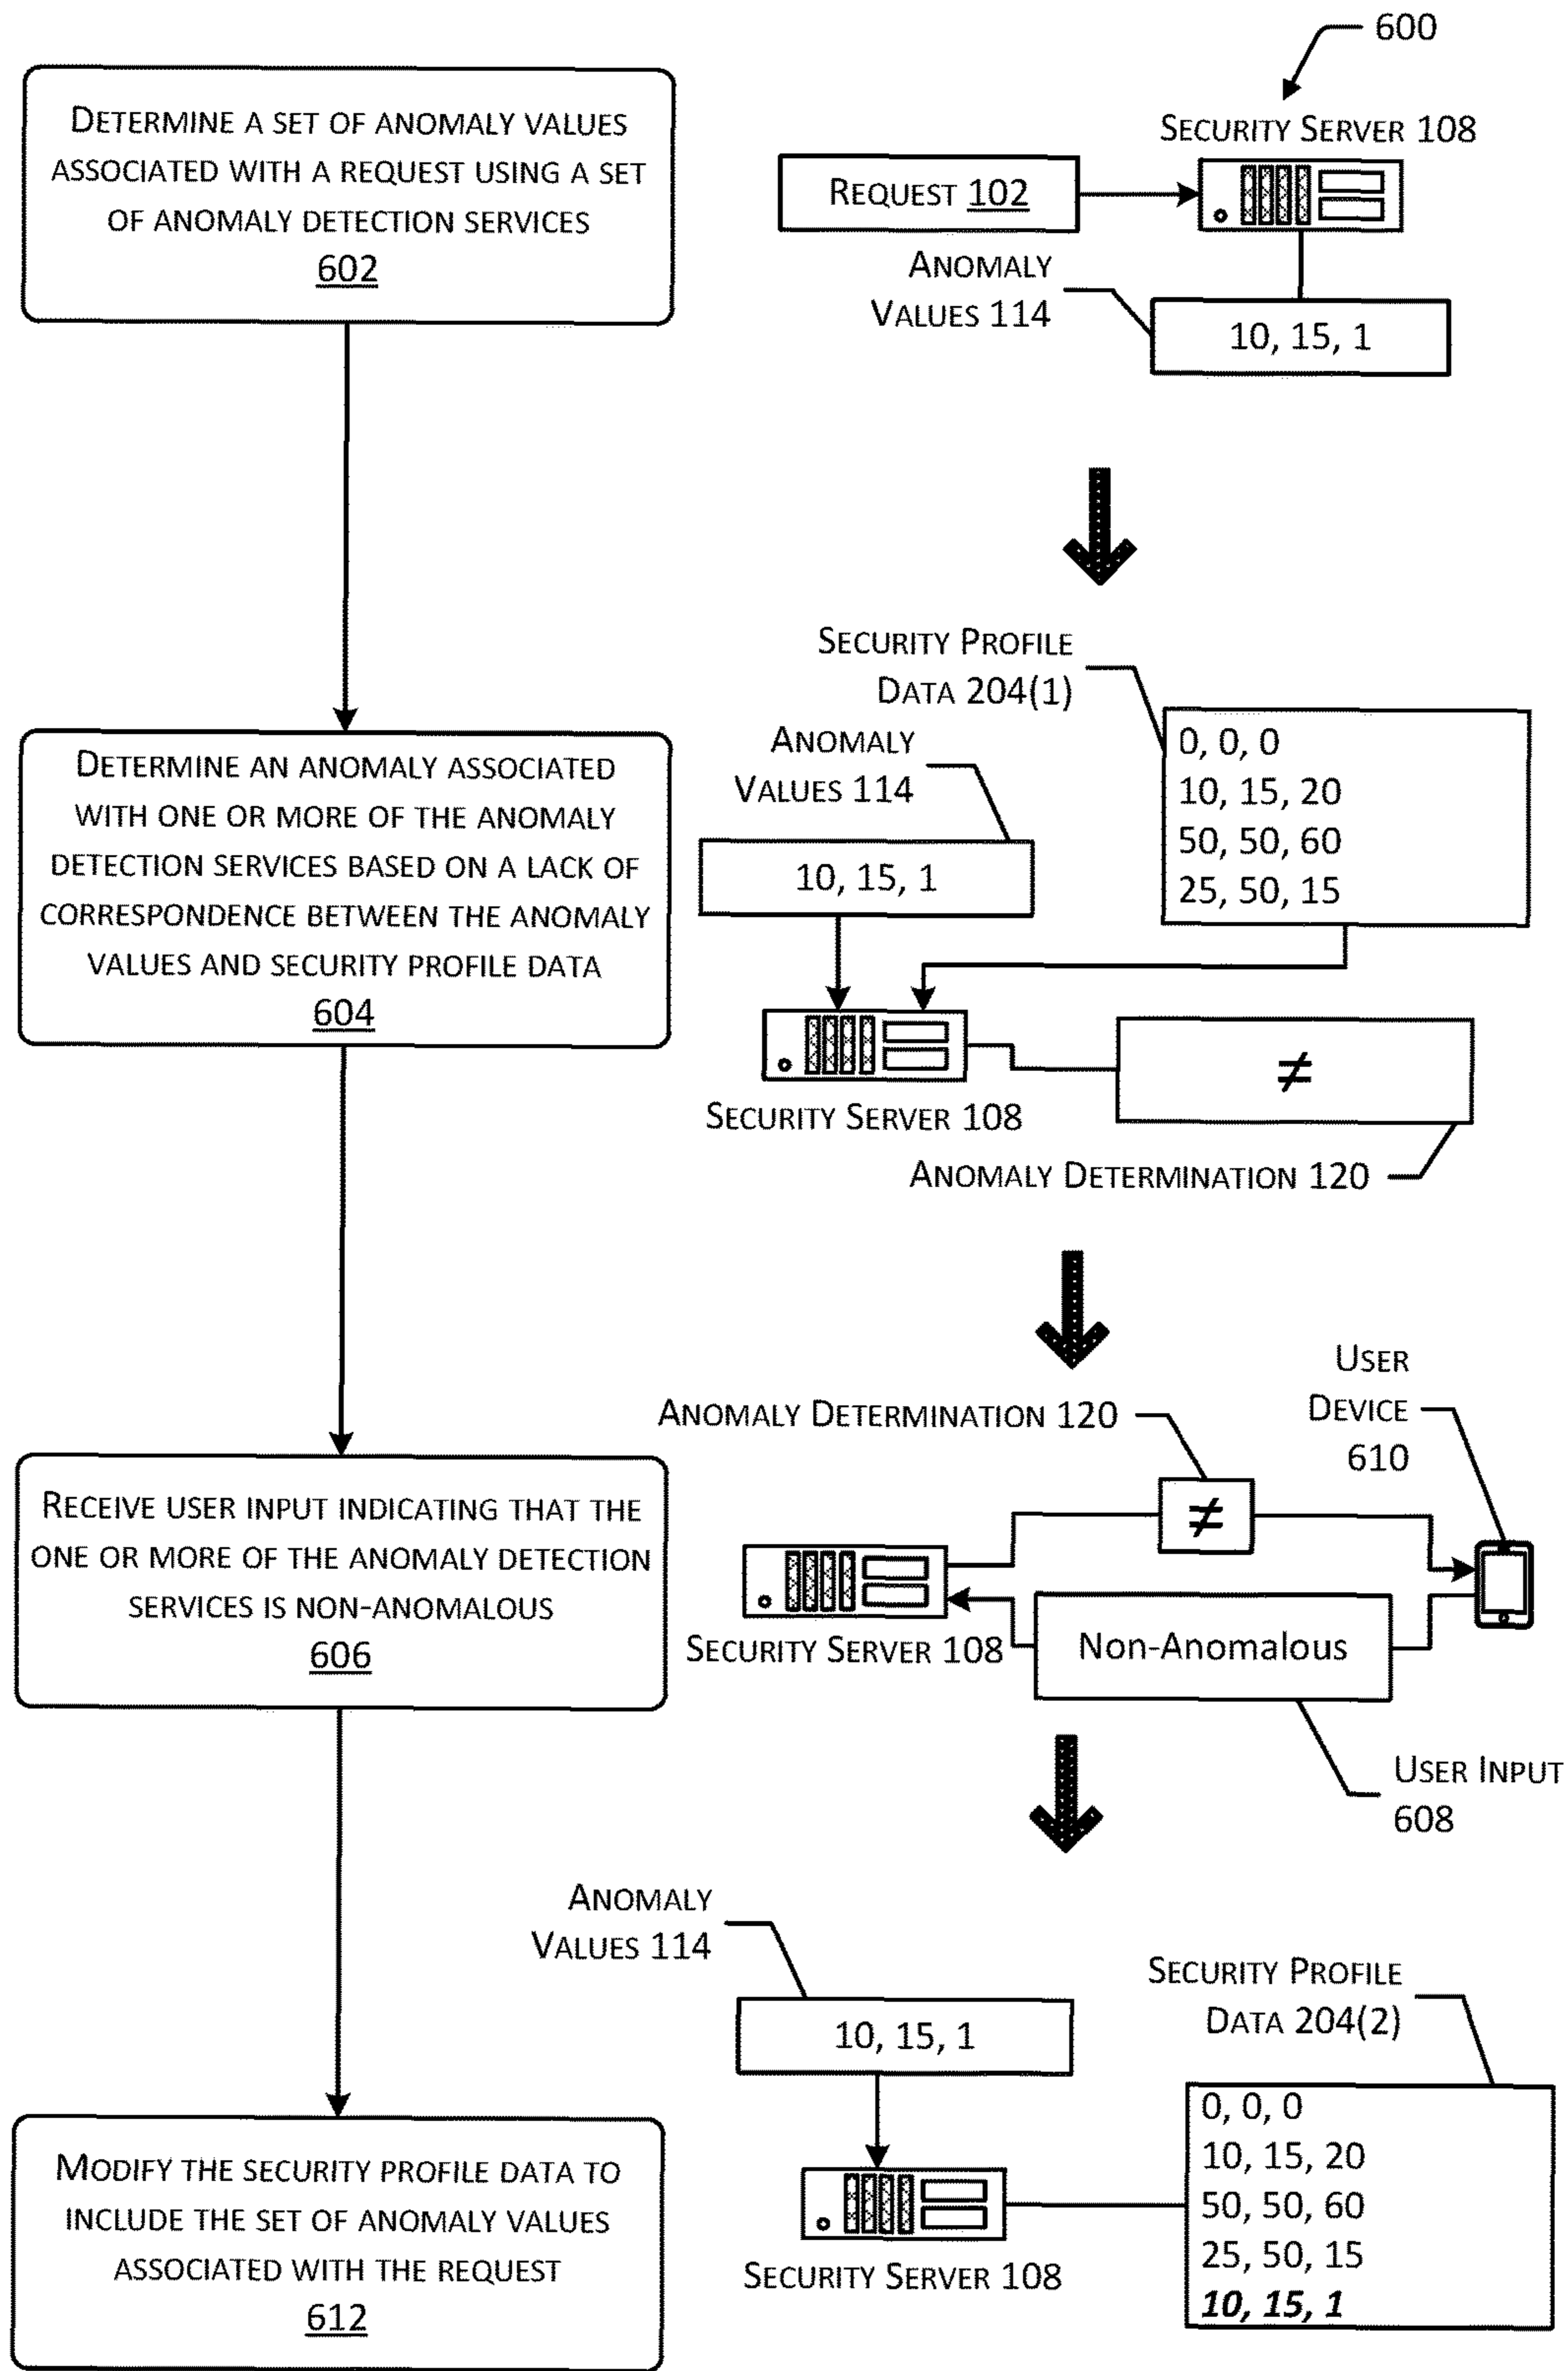 600
DETERMINE A SET OF ANOMALY VALUES
ASSOCIATED WITH A REQUEST USING A SET
OF ANOMALY DETECTION SERVICES
602
SECURITY SERVER 108
REQUEST 102
ANOMALY
VALUES 114
10, 15, 1
DETERMINE AN ANOMALY ASSOCIATED
WITH ONE OR MORE OF THE ANOMALY
DETECTION SERVICES BASED ON A LACK OF
CORRESPONDENCE BETWEEN THE ANOMALY
VALUES AND SECURITY PROFILE DATA
604
SECURITY PROFILE
DATA 204(1)
0, 0, 0
10, 15, 20
50, 50, 60
25, 50, 15
ANOMALY
VALUES 114
10, 15, 1
SECURITY SERVER 108
≠
ANOMALY DETERMINATION 120
RECEIVE USER INPUT INDICATING THAT THE
ONE OR MORE OF THE ANOMALY DETECTION
SERVICES IS NON-ANOMALOUS
606
ANOMALY DETERMINATION 120
≠
USER
DEVICE
610
SECURITY SERVER 108
Non-Anomalous
USER INPUT
608
MODIFY THE SECURITY PROFILE DATA TO
INCLUDE THE SET OF ANOMALY VALUES
ASSOCIATED WITH THE REQUEST
612
ANOMALY
VALUES 114
10, 15, 1
SECURITY SERVER 108
SECURITY PROFILE
DATA 204(2)
0, 0, 0
10, 15, 20
50, 50, 60
25, 50, 15
10, 15, 1